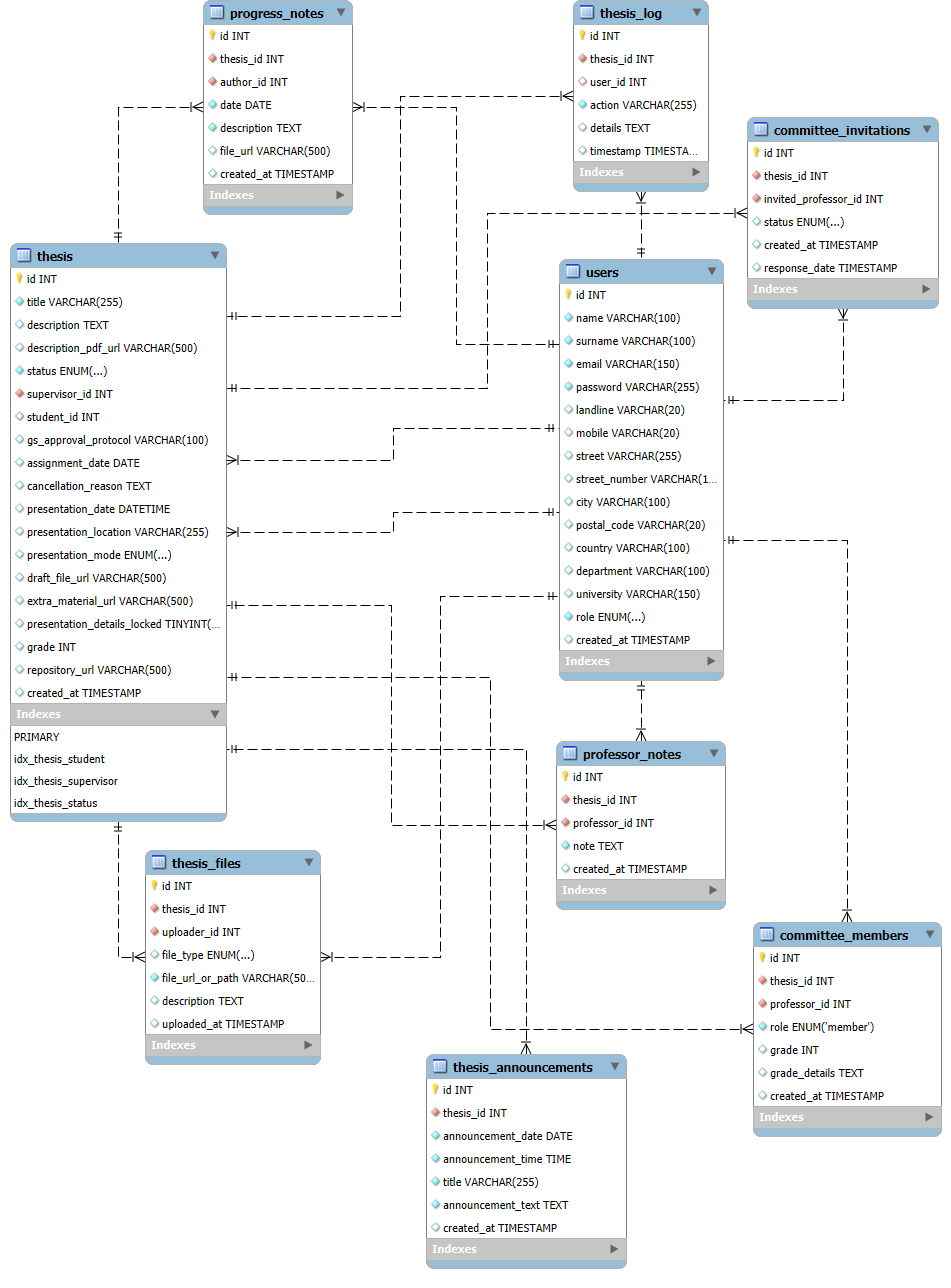 progress_notes
id INT
thesis_id INT
author_id INT
date DATE
description TEXT
file_url VARCHAR(500)
created_at TIMESTAMP
Indexes
thesis_log
id INT
thesis_id INT
user_id INT
action VARCHAR(255)
details TEXT
timestamp TIMESTA...
Indexes
committee_invitations
id INT
thesis_id INT
invited_professor_id INT
status ENUM(...)
created_at TIMESTAMP
response_date TIMESTAMP
Indexes
thesis
id INT
title VARCHAR(255)
description TEXT
description_pdf_url VARCHAR(500)
status ENUM(...)
supervisor_id INT
student_id INT
gs_approval_protocol VARCHAR(100)
assignment_date DATE
cancellation_reason TEXT
presentation_date DATETIME
presentation_location VARCHAR(255)
presentation_mode ENUM(...)
draft_file_url VARCHAR(500)
extra_material_url VARCHAR(500)
presentation_details_locked TINYINT(...
grade INT
repository_url VARCHAR(500)
created_at TIMESTAMP
Indexes
PRIMARY
idx_thesis_student
idx_thesis_supervisor
idx_thesis_status
users
id INT
name VARCHAR(100)
surname VARCHAR(100)
email VARCHAR(150)
password VARCHAR(255)
landline VARCHAR(20)
mobile VARCHAR(20)
street VARCHAR(255)
street_number VARCHAR(1...
city VARCHAR(100)
postal_code VARCHAR(20)
country VARCHAR(100)
department VARCHAR(100)
university VARCHAR(150)
role ENUM(...)
created_at TIMESTAMP
Indexes
professor_notes
id INT
thesis_id INT
professor_id INT
note TEXT
created_at TIMESTAMP
Indexes
thesis_files
id INT
thesis_id INT
uploader_id INT
file_type ENUM(...)
file_url_or_path VARCHAR(50...
description TEXT
uploaded_at TIMESTAMP
Indexes
committee_members
id INT
thesis_id INT
professor_id INT
role ENUM('member')
grade INT
grade_details TEXT
created_at TIMESTAMP
Indexes
thesis_announcements
id INT
thesis_id INT
announcement_date DATE
announcement_time TIME
title VARCHAR(255)
announcement_text TEXT
created_at TIMESTAMP
Indexes